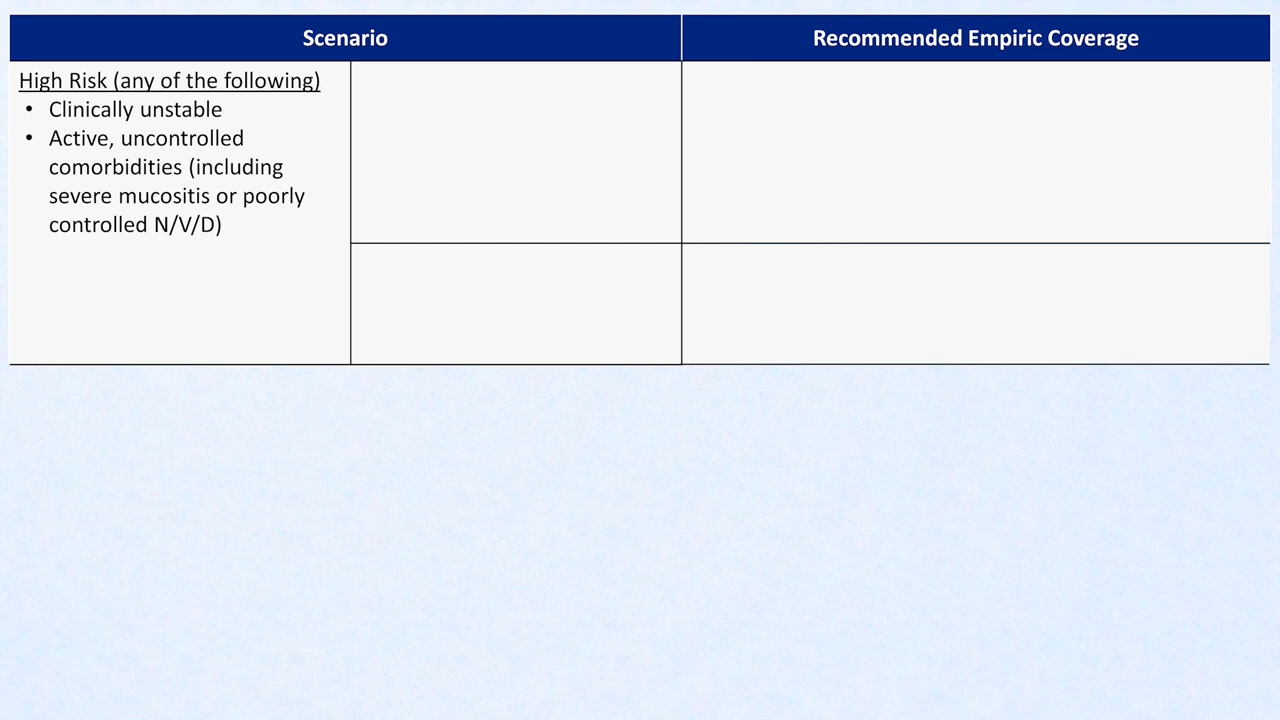 Scenario
Recommended Empiric Coverage
High Risk (any of the following)
• Clinically unstable
• Active, uncontrolled
comorbidities (including
severe mucositis or poorly
controlled N/V/D)